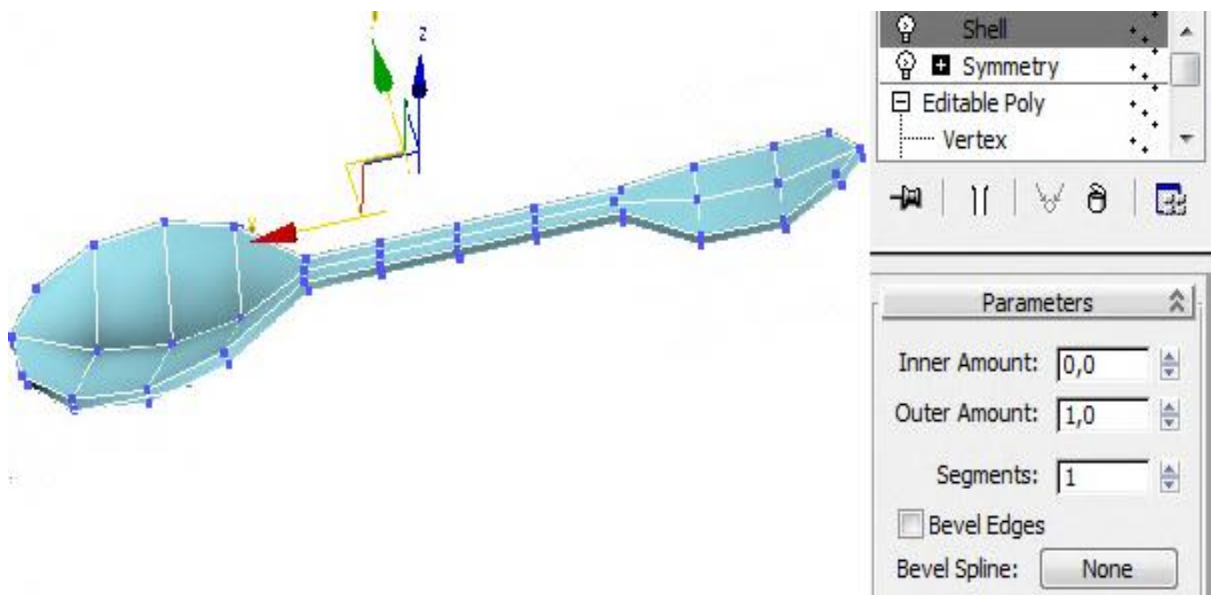 z
Shell
Symmetry
Editable Poly
Vertex
Parameters
Inner Amount: 0,0
Outer Amount: 1,0
Segments: 1
Bevel Edges
Bevel Spline: None